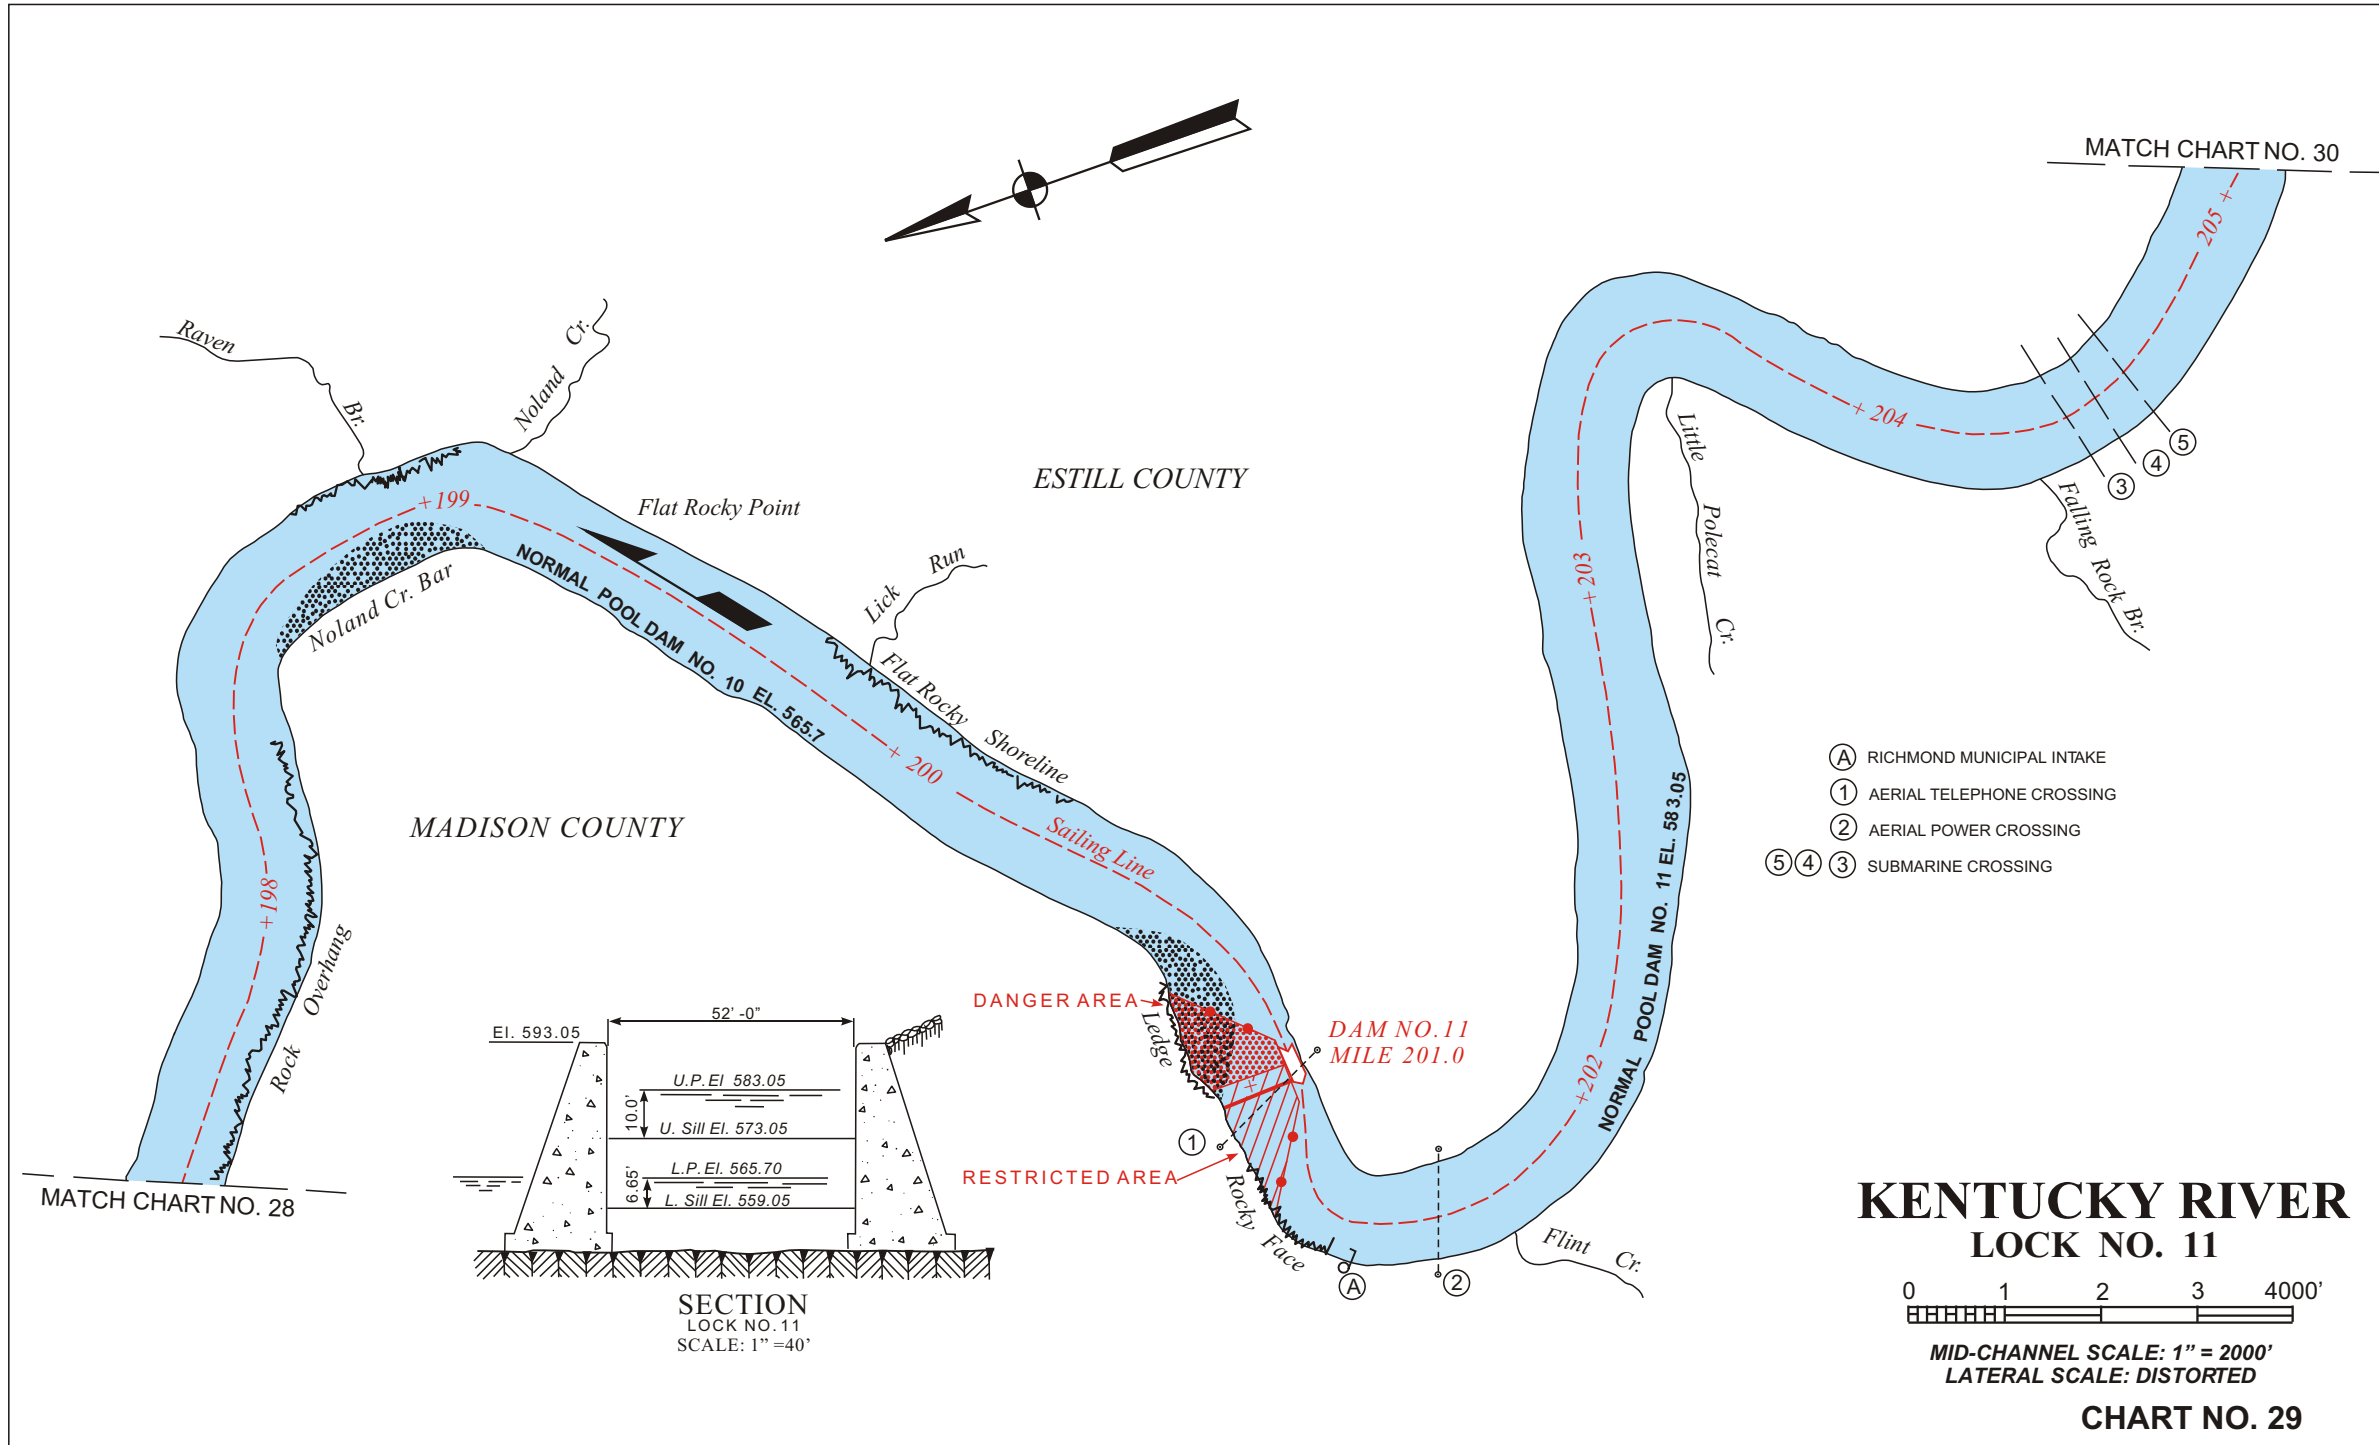 MATCH CHART NO. 30
205 +
Raven
Br.
Noland Cr.
+199
Flat Rocky Point
ESTILL COUNTY
NORMAL POOL DAM NO. 10 EL. 565.7
Noland Cr. Bar
Lick Run
Flat Rocky Shoreline
+ 200
Sailing Line
MADISON COUNTY
+198
Rock Overhang
MATCH CHART NO. 28
+ 204
5
4
3
Little Polecat Cr.
Falling Rock Br.
+ 203
NORMAL POOL DAM NO. 11 EL. 583.05
+202
A RICHMOND MUNICIPAL INTAKE
1 AERIAL TELEPHONE CROSSING
2 AERIAL POWER CROSSING
5 4 3 SUBMARINE CROSSING
DANGER AREA
Ledge
DAM NO. 11
MILE 201.0
+
1
RESTRICTED AREA
Rocky Face
A
2
Flint Cr.
52' -0"
El. 593.05
U.P. El 583.05
10.0'
U. Sill El. 573.05
L.P. El. 565.70
6.65'
L. Sill El. 559.05
SECTION
LOCK NO. 11
SCALE: 1” =40’
KENTUCKY RIVER
LOCK NO. 11
0 1 2 3 4000’
MID-CHANNEL SCALE: 1” = 2000’
LATERAL SCALE: DISTORTED
CHART NO. 29